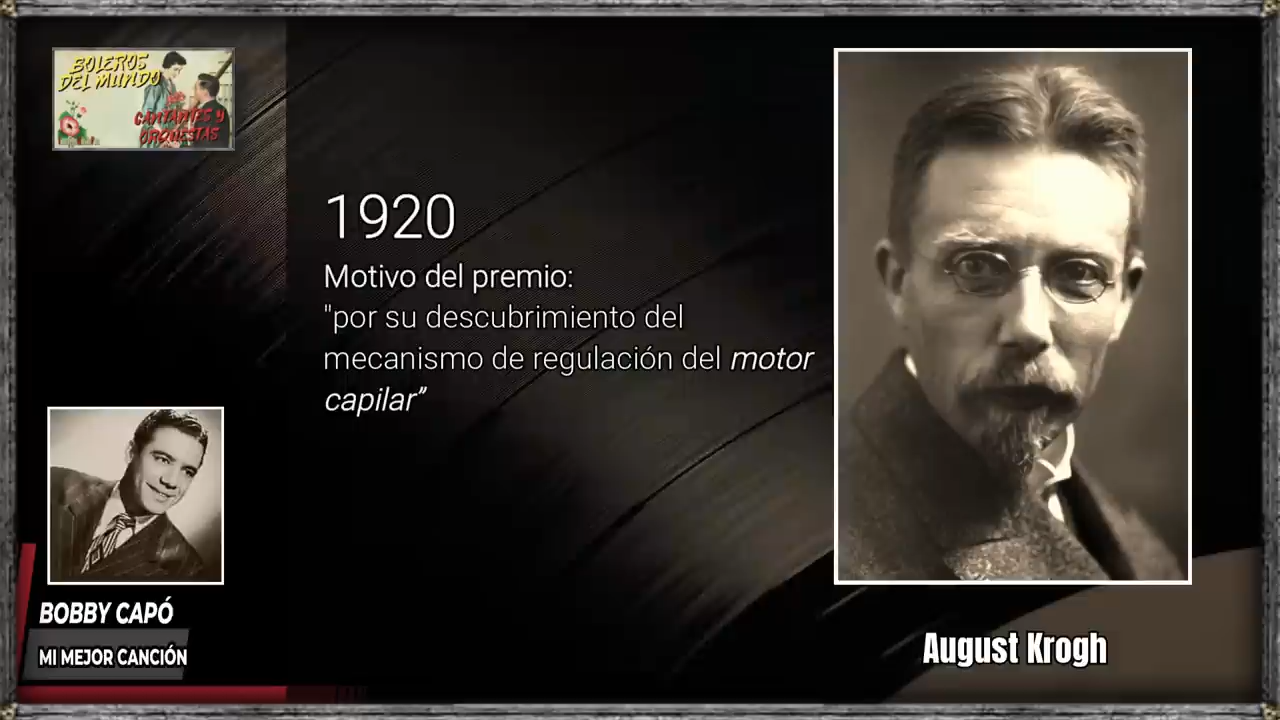 BOLEROS
DEL MUNDO
CANTANTES Y
ORQUESTAS
1920
Motivo del premio:
"por su descubrimiento del
mecanismo de regulación del motor
capilar”
BOBBY CAPÓ
MI MEJOR CANCIÓN
August Krogh